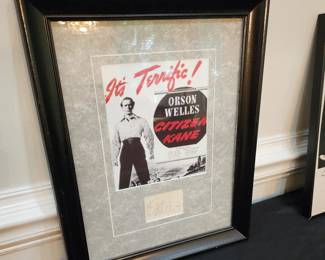 It's Terrific!
ORSON
WELLES
CITIZEN
KANE